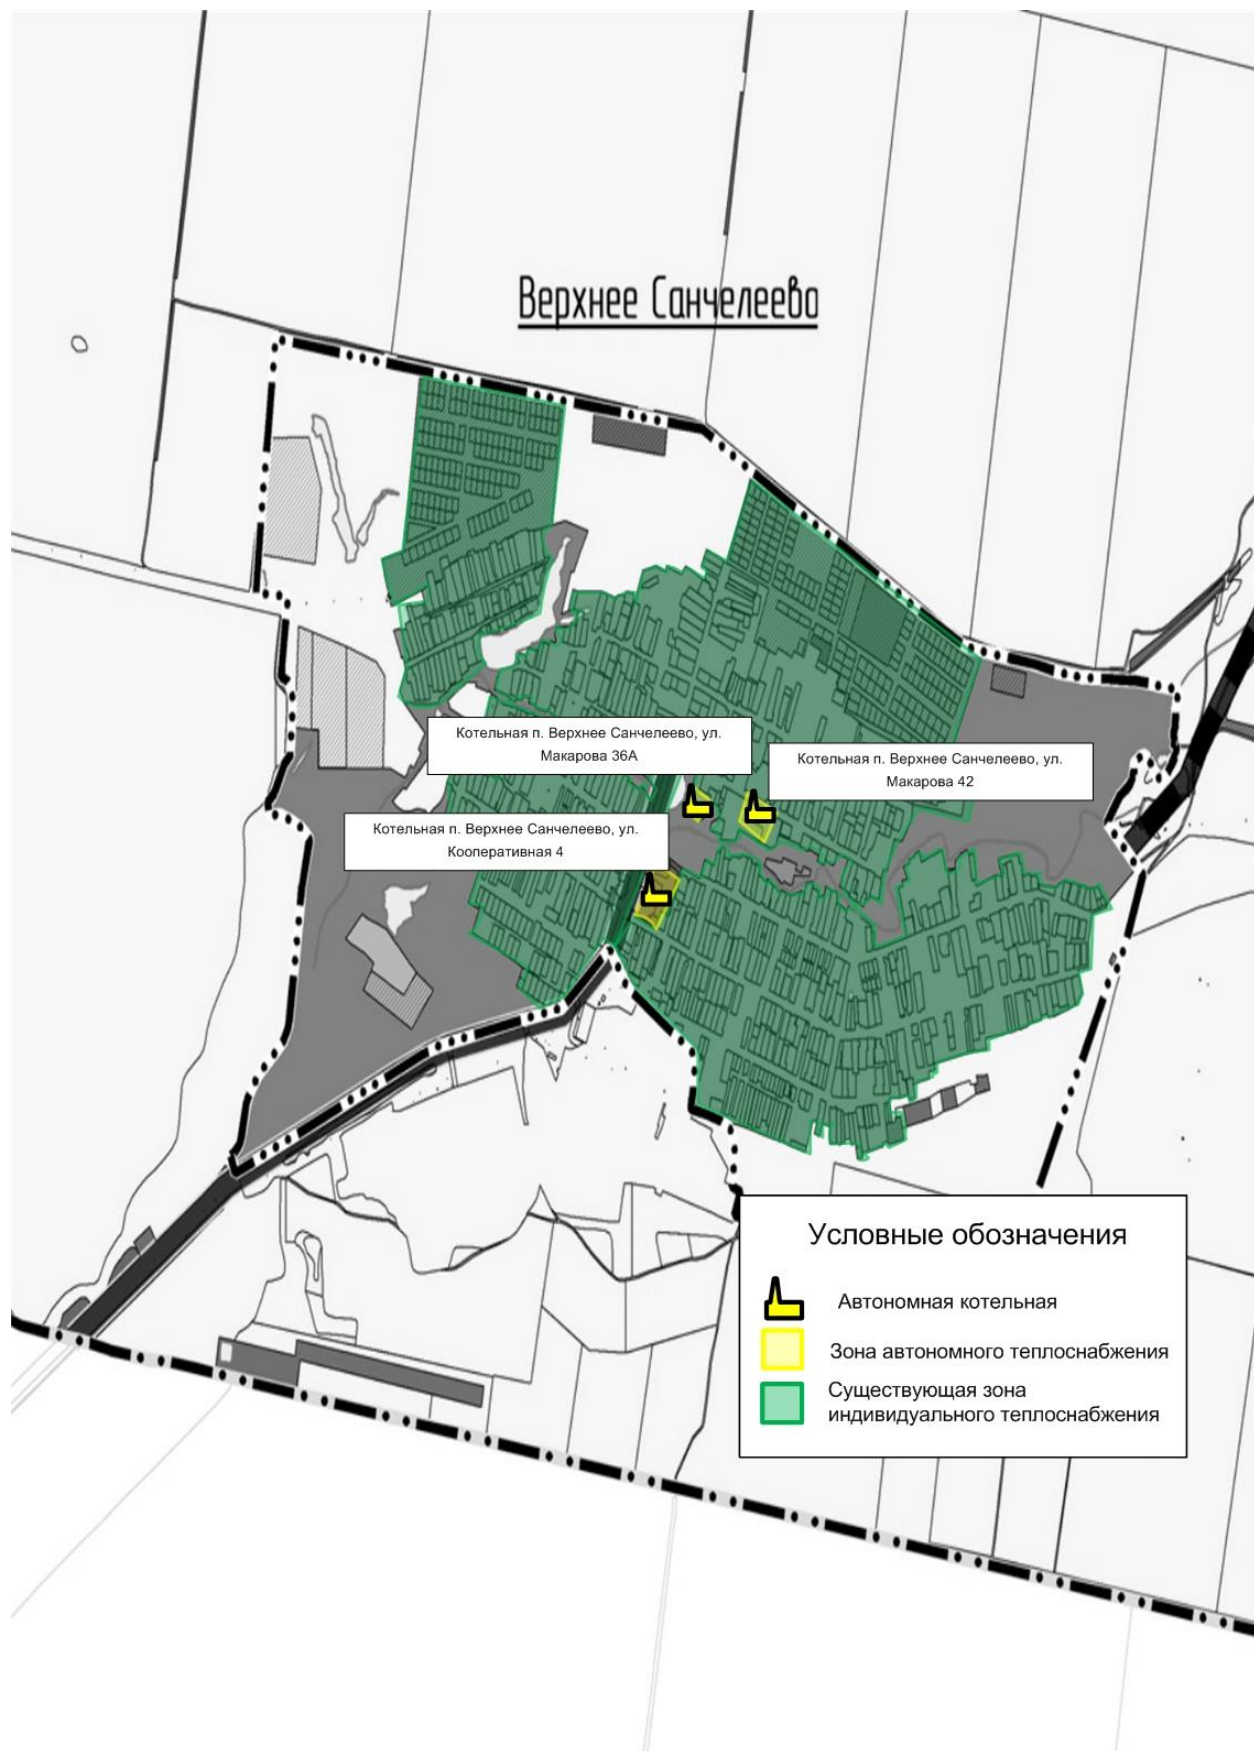 Верхнее Санчелеево
Котельная п. Верхнее Санчелеево, ул.
Макарова 36А
Котельная п. Верхнее Санчелеево, ул.
Макарова 42
Котельная п. Верхнее Санчелеево, ул.
Кооперативная 4
Условные обозначения
Автономная котельная
Зона автономного теплоснабжения
Существующая зона
индивидуального теплоснабжения